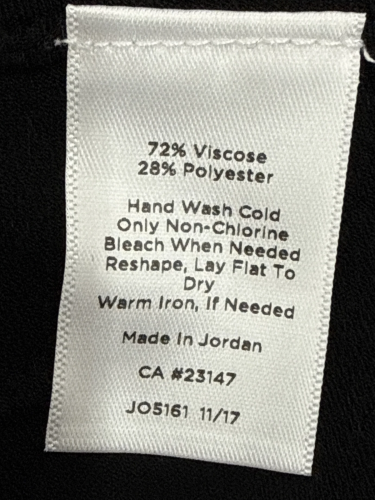 72% Viscose
28% Polyester
Hand Wash Cold
Only Non-Chlorine
Bleach When Needed
Reshape, Lay Flat To
Dry
Warm Iron, If Needed
Made In Jordan
CA #23147
JO5161 11/17